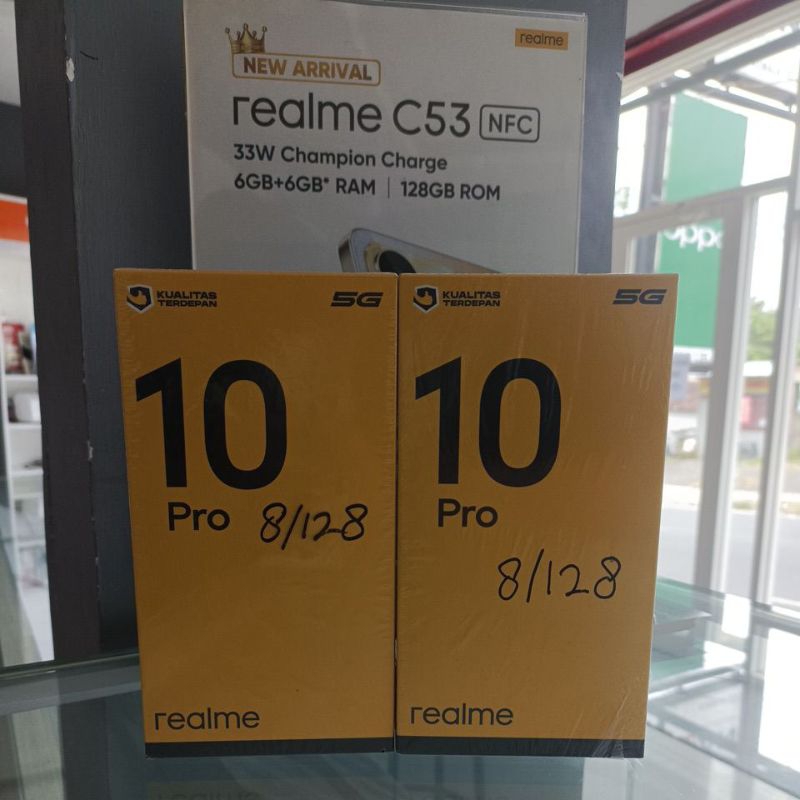 realme
NEW ARRIVAL
realme C53 NFC
33W Champion Charge
6GB+6GB* RAM | 128GB ROM
KUALITAS
TERDEPAN
5G
10
Pro
8/128
realme
KUALITAS
TERDEPAN
5G
10
Pro
8/128
realme